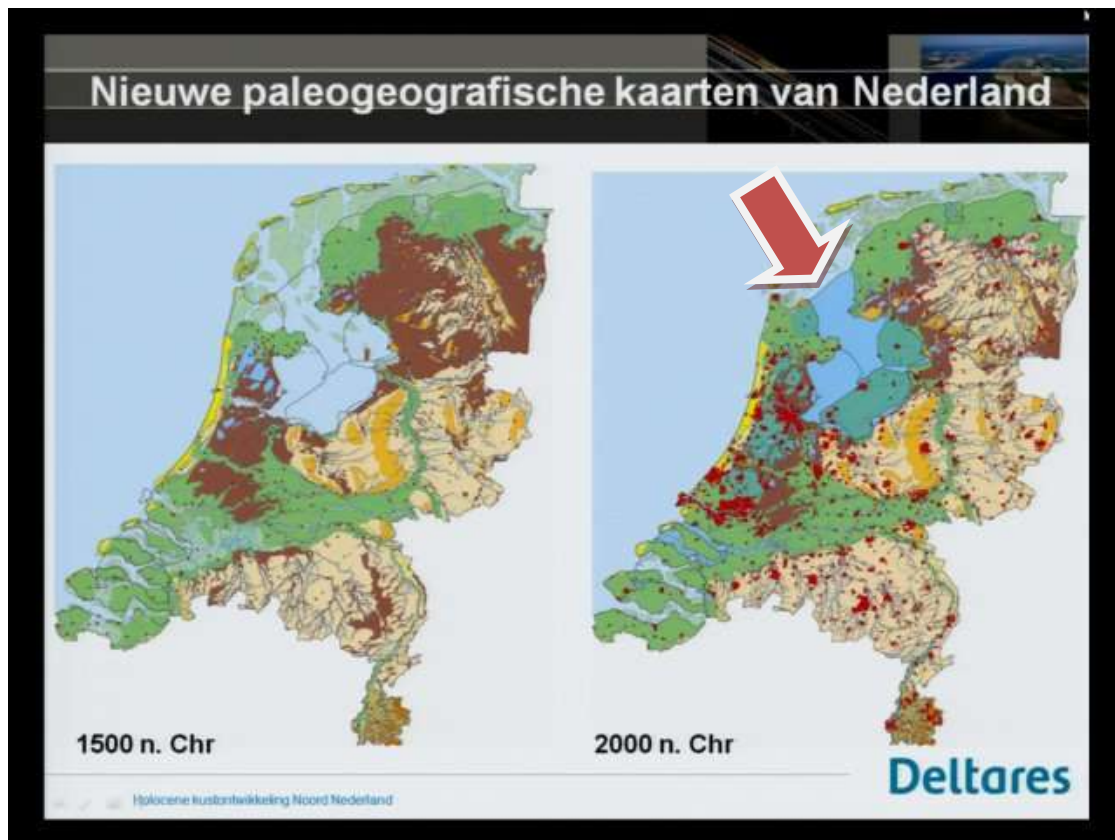 Nieuwe paleogeografische kaarten van Nederland
1500 n. Chr
2000 n. Chr
Deltares
Holocene kustontwikkeling Noord Nederland